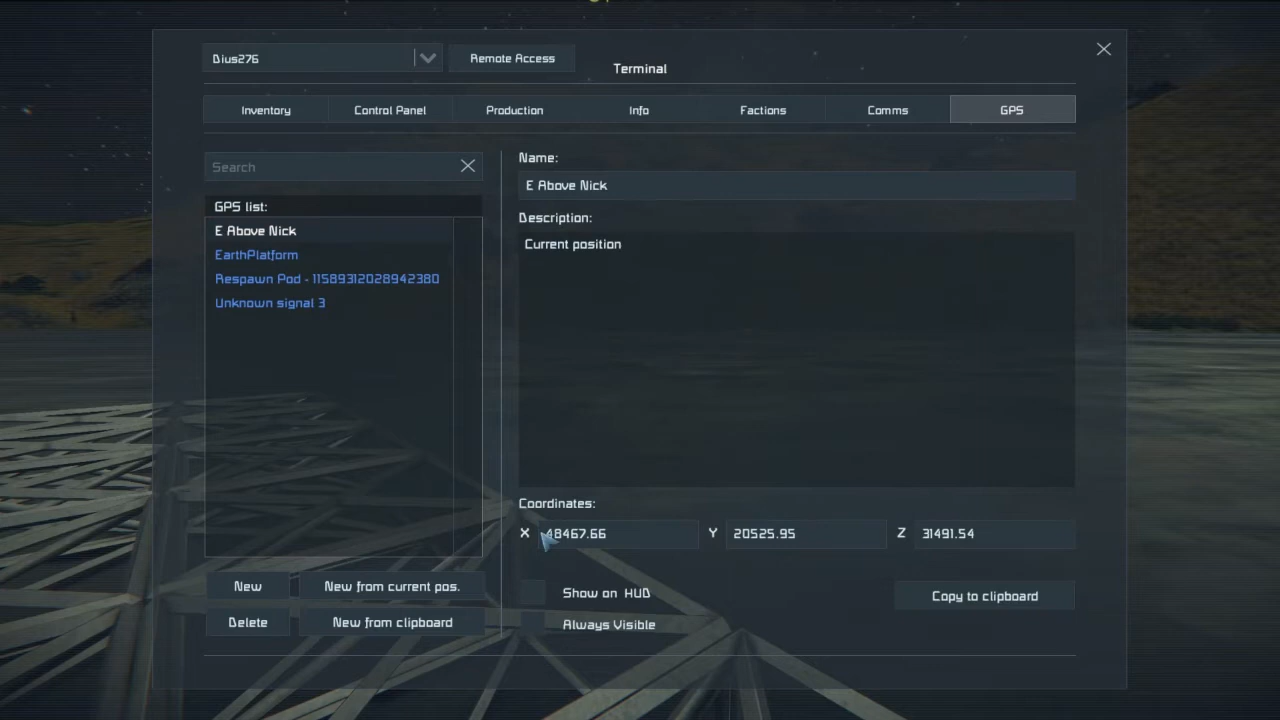 Dius276
Remote Access
Terminal
Inventory
Control Panel
Production
Info
Factions
Comms
GPS
Search
GPS list:
E Above Nick
EarthPlatform
Respawn Pod - 11589312028942380
Unknown signal 3
New
New from current pos.
Delete
New from clipboard
Name:
E Above Nick
Description:
Current position
Coordinates:
X 48467.66 Y 20525.95 Z 31491.54
Show on HUD
Always Visible
Copy to clipboard